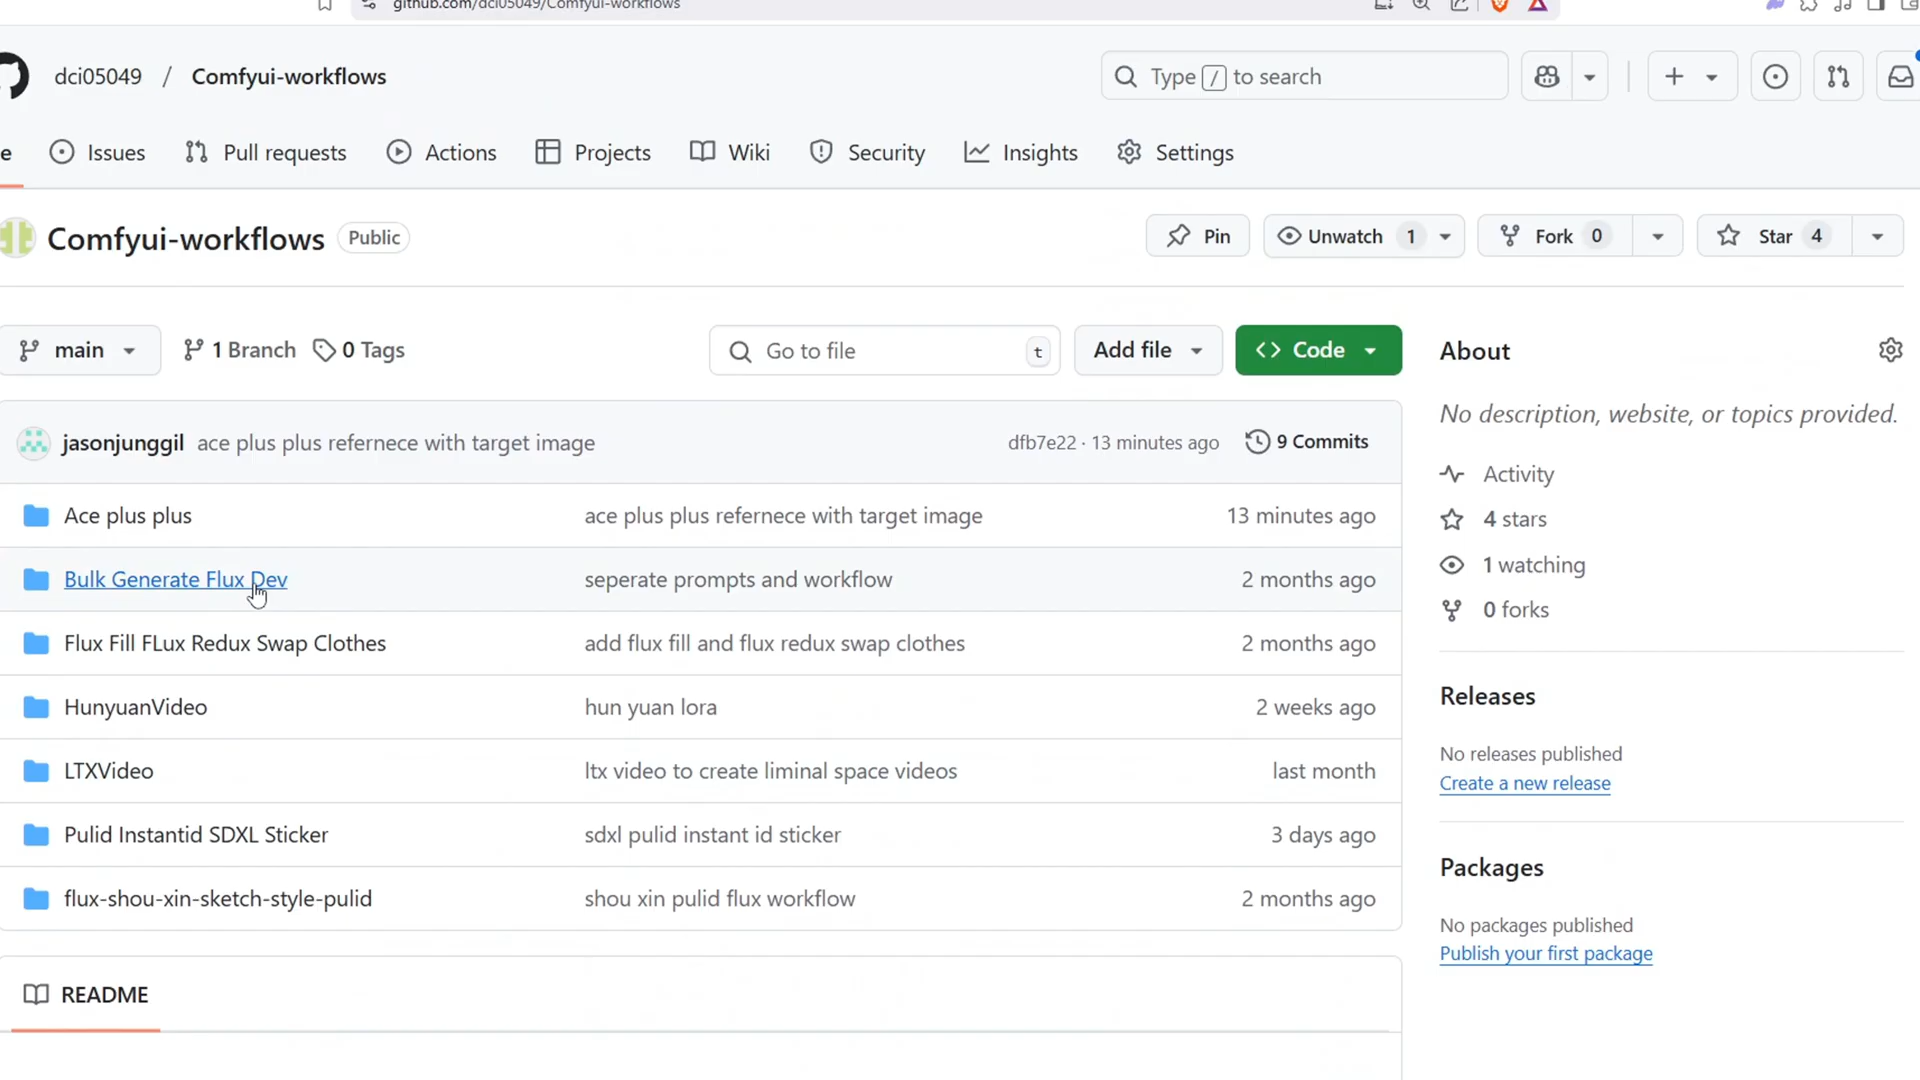 github.com/dci05049/Comfyui-workflows
dci05049 / Comfyui-workflows
Type / to search
e
Issues
Pull requests
Actions
Projects
Wiki
Security
Insights
Settings
Comfyui-workflows
Public
Pin
Unwatch 1
Fork 0
Star 4
main
1 Branch
0 Tags
Go to file
t
Add file
Code
jasonjunggil ace plus plus refernece with target image
dfb7e22 · 13 minutes ago
9 Commits
Ace plus plus
ace plus plus refernece with target image
13 minutes ago
Bulk Generate Flux Dev
seperate prompts and workflow
2 months ago
Flux Fill FLux Redux Swap Clothes
add flux fill and flux redux swap clothes
2 months ago
HunyuanVideo
hun yuan lora
2 weeks ago
LTXVideo
ltx video to create liminal space videos
last month
Pulid Instantid SDXL Sticker
sdxl pulid instant id sticker
3 days ago
flux-shou-xin-sketch-style-pulid
shou xin pulid flux workflow
2 months ago
README
About
No description, website, or topics provided.
Activity
4 stars
1 watching
0 forks
Releases
No releases published
Create a new release
Packages
No packages published
Publish your first package